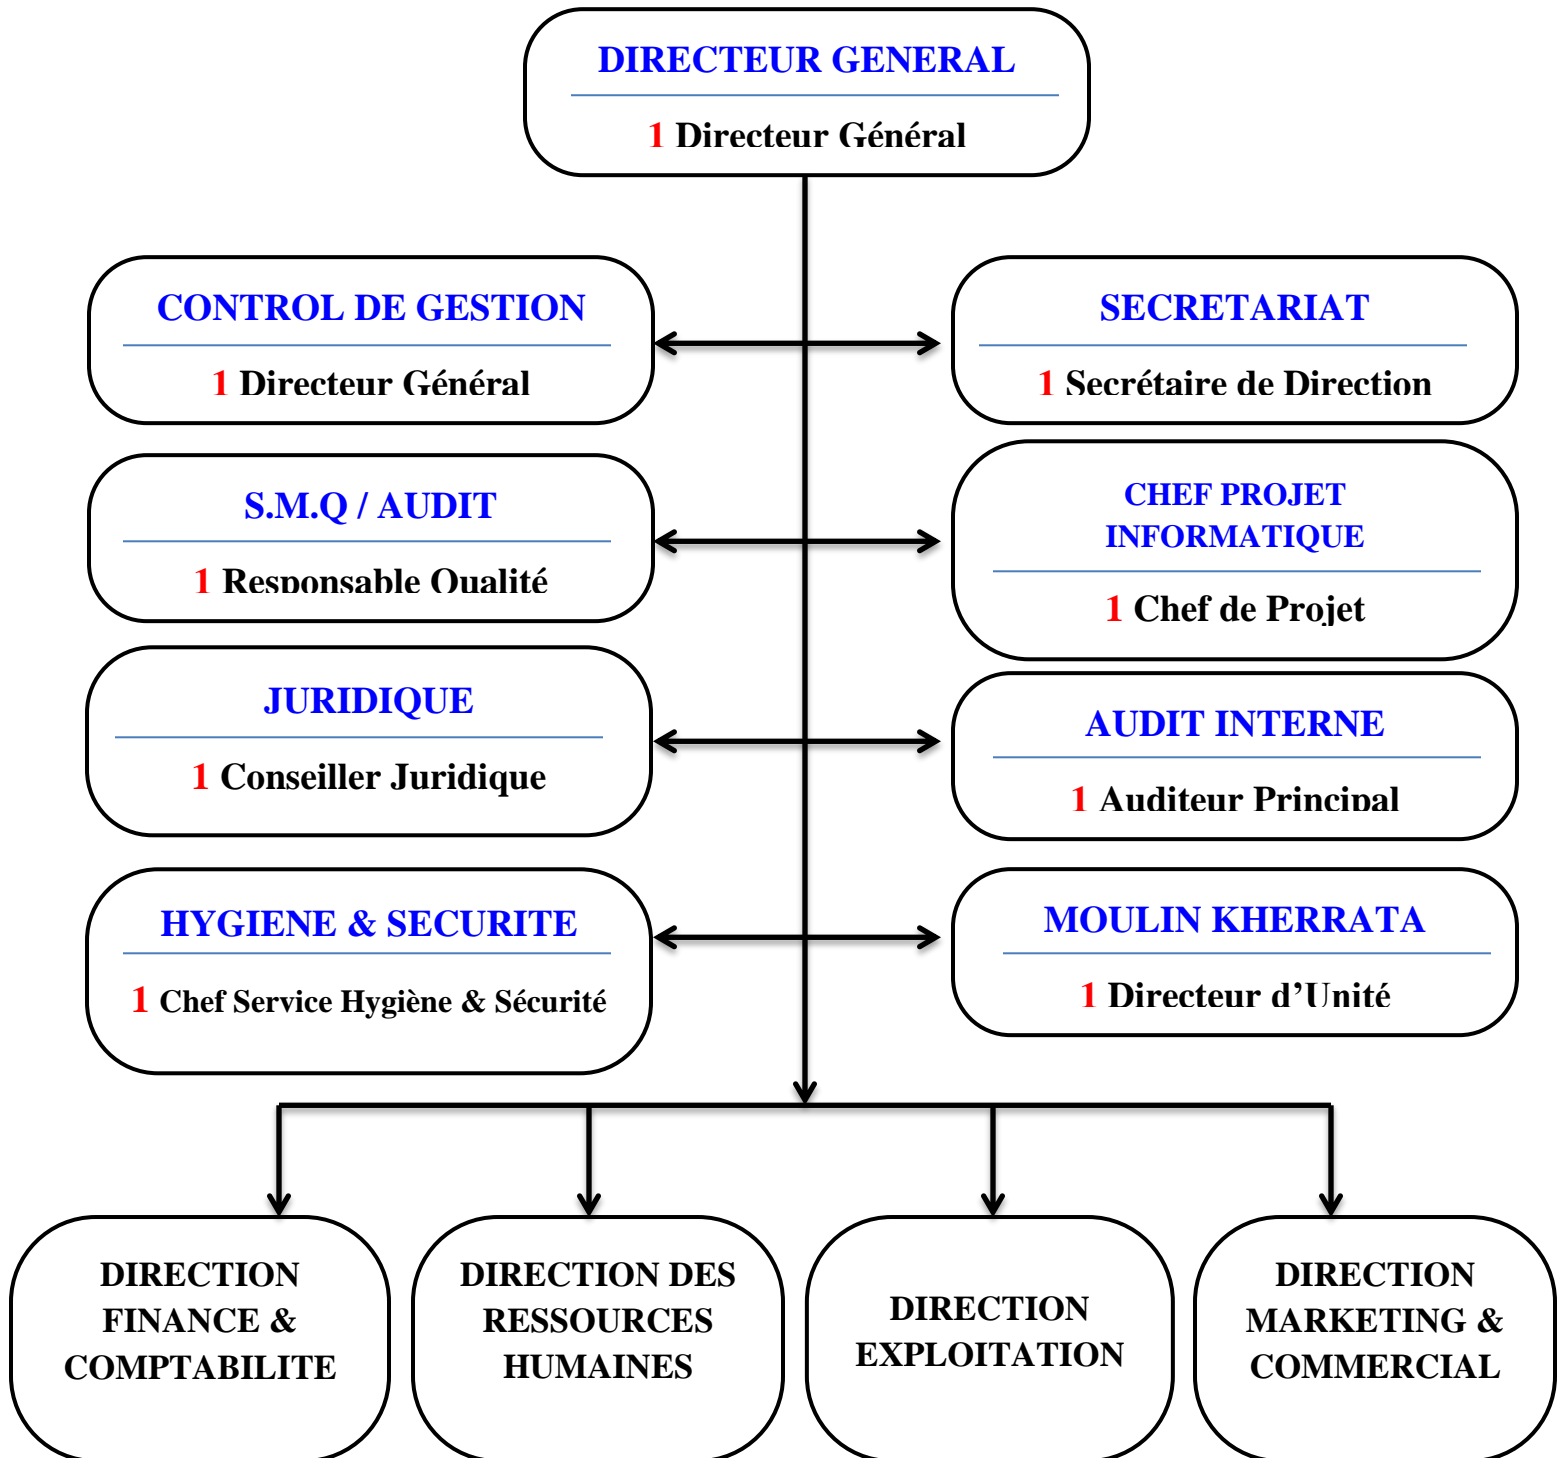 DIRECTEUR GENERAL
1 Directeur Général
CONTROL DE GESTION
1 Directeur Général
SECRETARIAT
1 Secrétaire de Direction
S.M.Q / AUDIT
1 Responsable Qualité
CHEF PROJET
INFORMATIQUE
1 Chef de Projet
JURIDIQUE
1 Conseiller Juridique
AUDIT INTERNE
1 Auditeur Principal
HYGIENE & SECURITE
1 Chef Service Hygiène & Sécurité
MOULIN KHERRATA
1 Directeur d’Unité
DIRECTION
FINANCE &
COMPTABILITE
DIRECTION DES
RESSOURCES
HUMAINES
DIRECTION
EXPLOITATION
DIRECTION
MARKETING &
COMMERCIAL